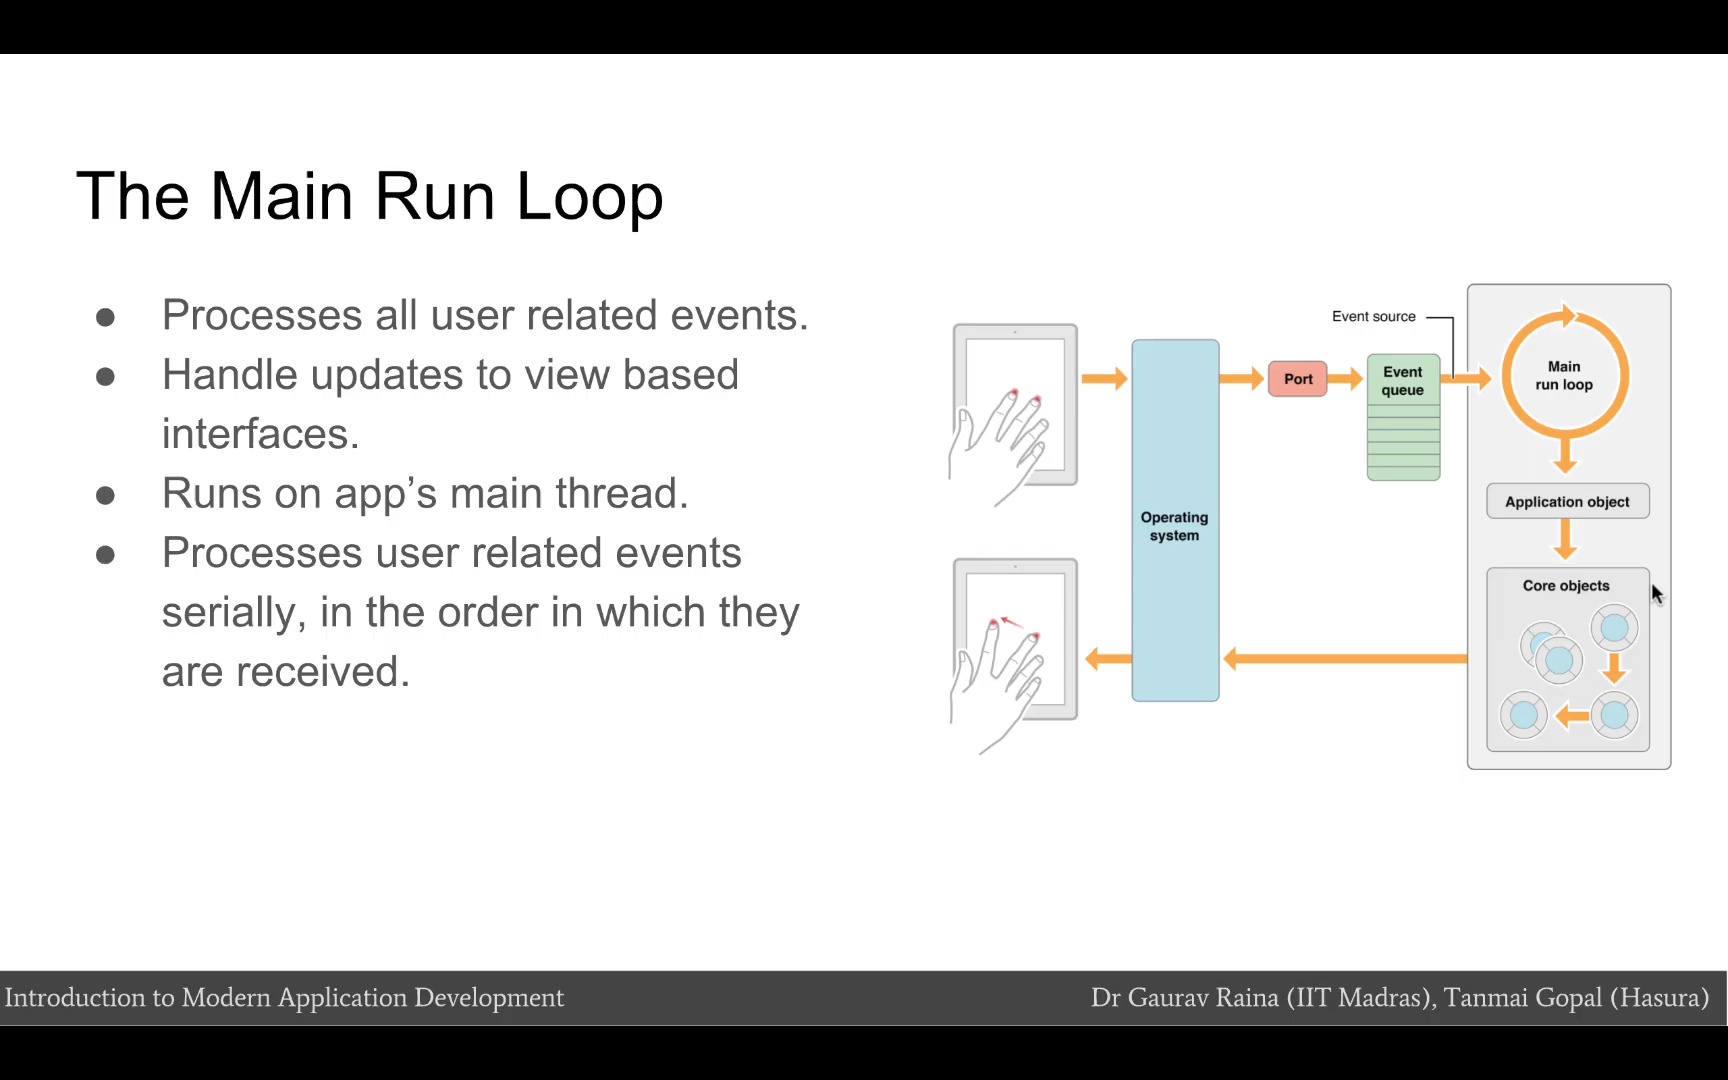 The Main Run Loop
● Processes all user related events.
● Handle updates to view based
interfaces.
● Runs on app’s main thread.
● Processes user related events
serially, in the order in which they
are received.
Event source
Operating
system
Port
Event
queue
Main
run loop
Application object
Core objects
Introduction to Modern Application Development
Dr Gaurav Raina (IIT Madras), Tanmai Gopal (Hasura)